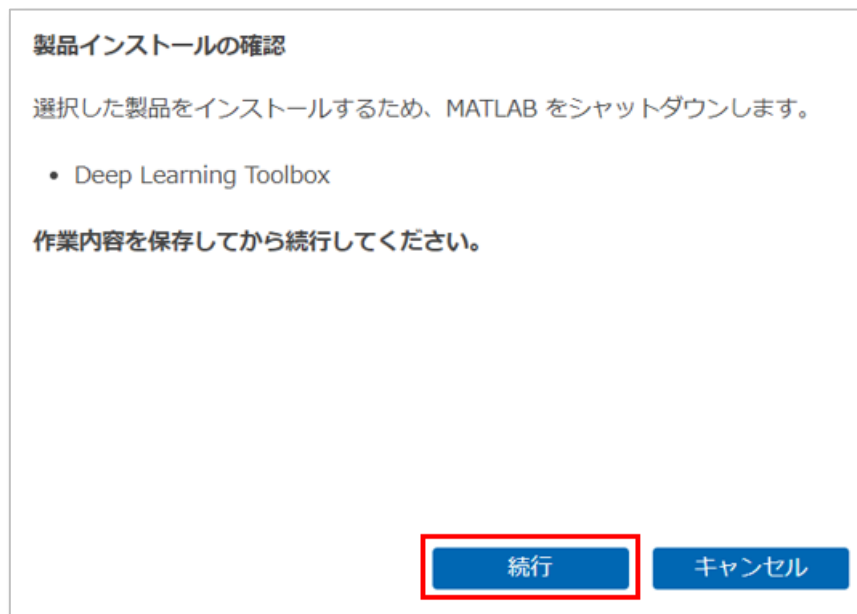 製品インストールの確認
選択した製品をインストールするため、MATLAB をシャットダウンします。
• Deep Learning Toolbox
作業内容を保存してから続行してください。
続行
キャンセル